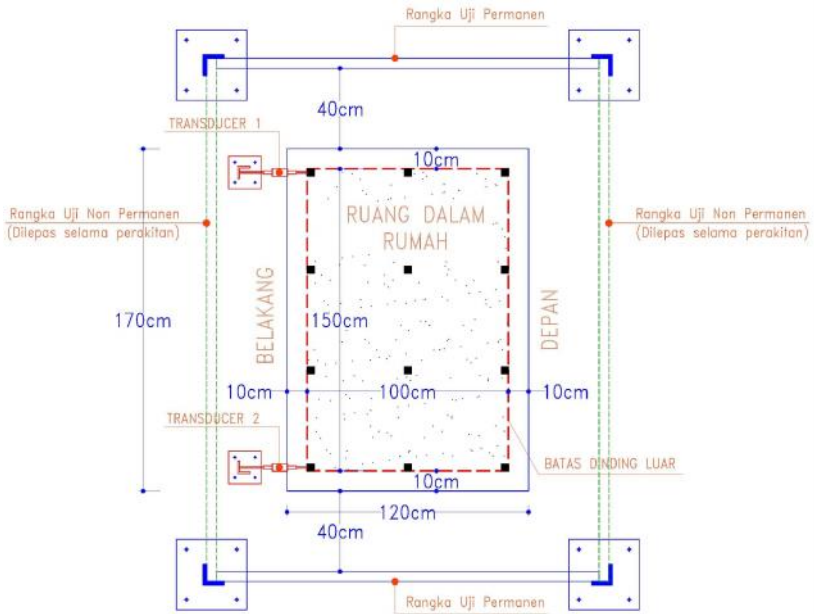 Rangka Uji Permanen
40cm
TRANSDUCER 1
10cm
RUANG DALAM
RUMAH
Rangka Uji Non Permanen
(Dilepas selama perakitan)
Rangka Uji Non Permanen
(Dilepas selama perakitan)
BELAKANG
DEPAN
170cm
150cm
10cm
100cm
10cm
TRANSDUCER 2
BATAS DINDING LUAR
10cm
120cm
40cm
Rangka Uji Permanen